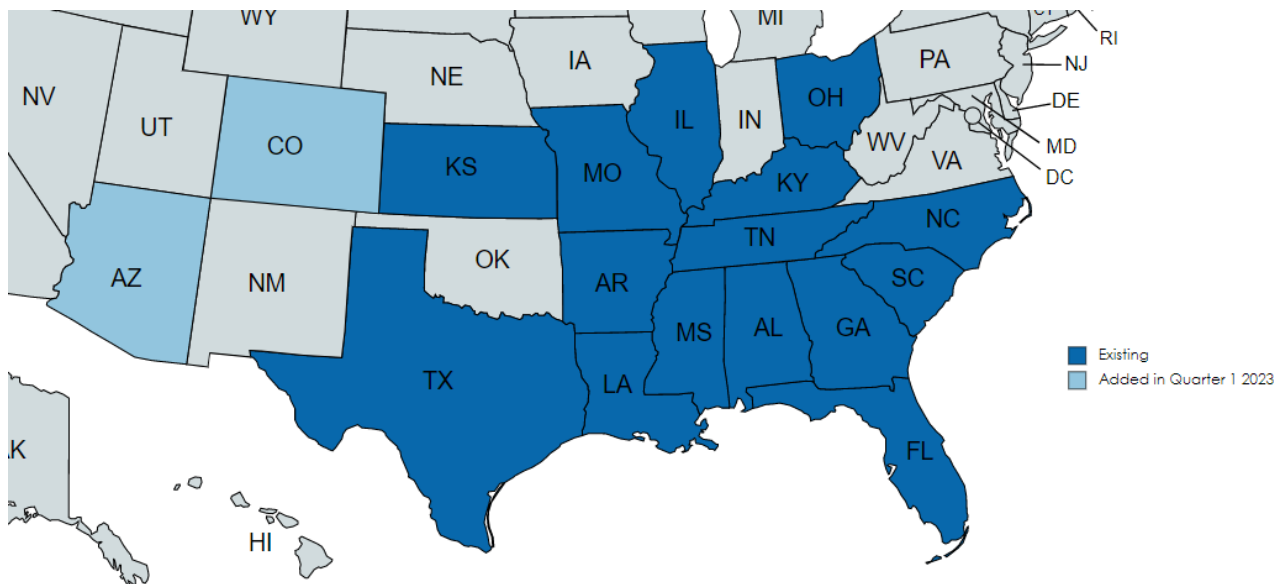 WY
MI
CT
RI
NV
UT
NE
IA
PA
NJ
CO
IL
IN
OH
DE
KS
MO
WV
MD
VA
KY
DC
AZ
NM
OK
TN
NC
AR
SC
MS
AL
GA
TX
LA
Existing
Added in Quarter 1 2023
FL
HI